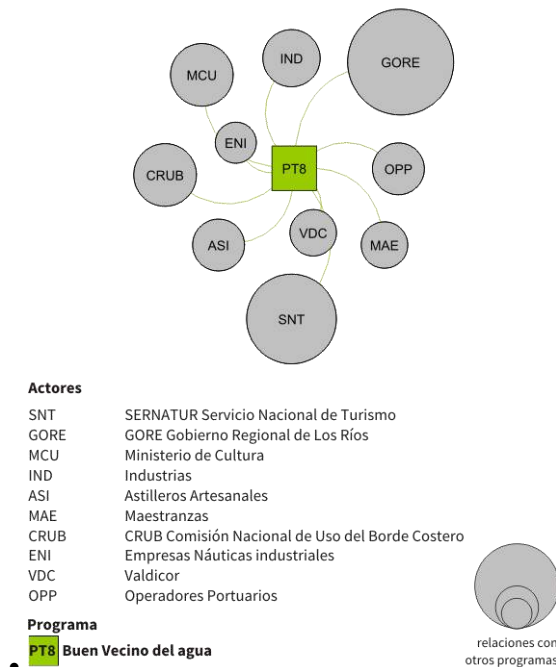 IND
GORE
MCU
ENI
PT8
CRUB
OPP
ASI
VDC
MAE
SNT
Actores
SNT SERNATUR Servicio Nacional de Turismo
GORE GORE Gobierno Regional de Los Ríos
MCU Ministerio de Cultura
IND Industrias
ASI Astilleros Artesanales
MAE Maestranzas
CRUB CRUB Comisión Nacional de Uso del Borde Costero
ENI Empresas Náuticas industriales
VDC Valdicor
OPP Operadores Portuarios
Programa
PT8 Buen Vecino del agua
relaciones con
otros programas